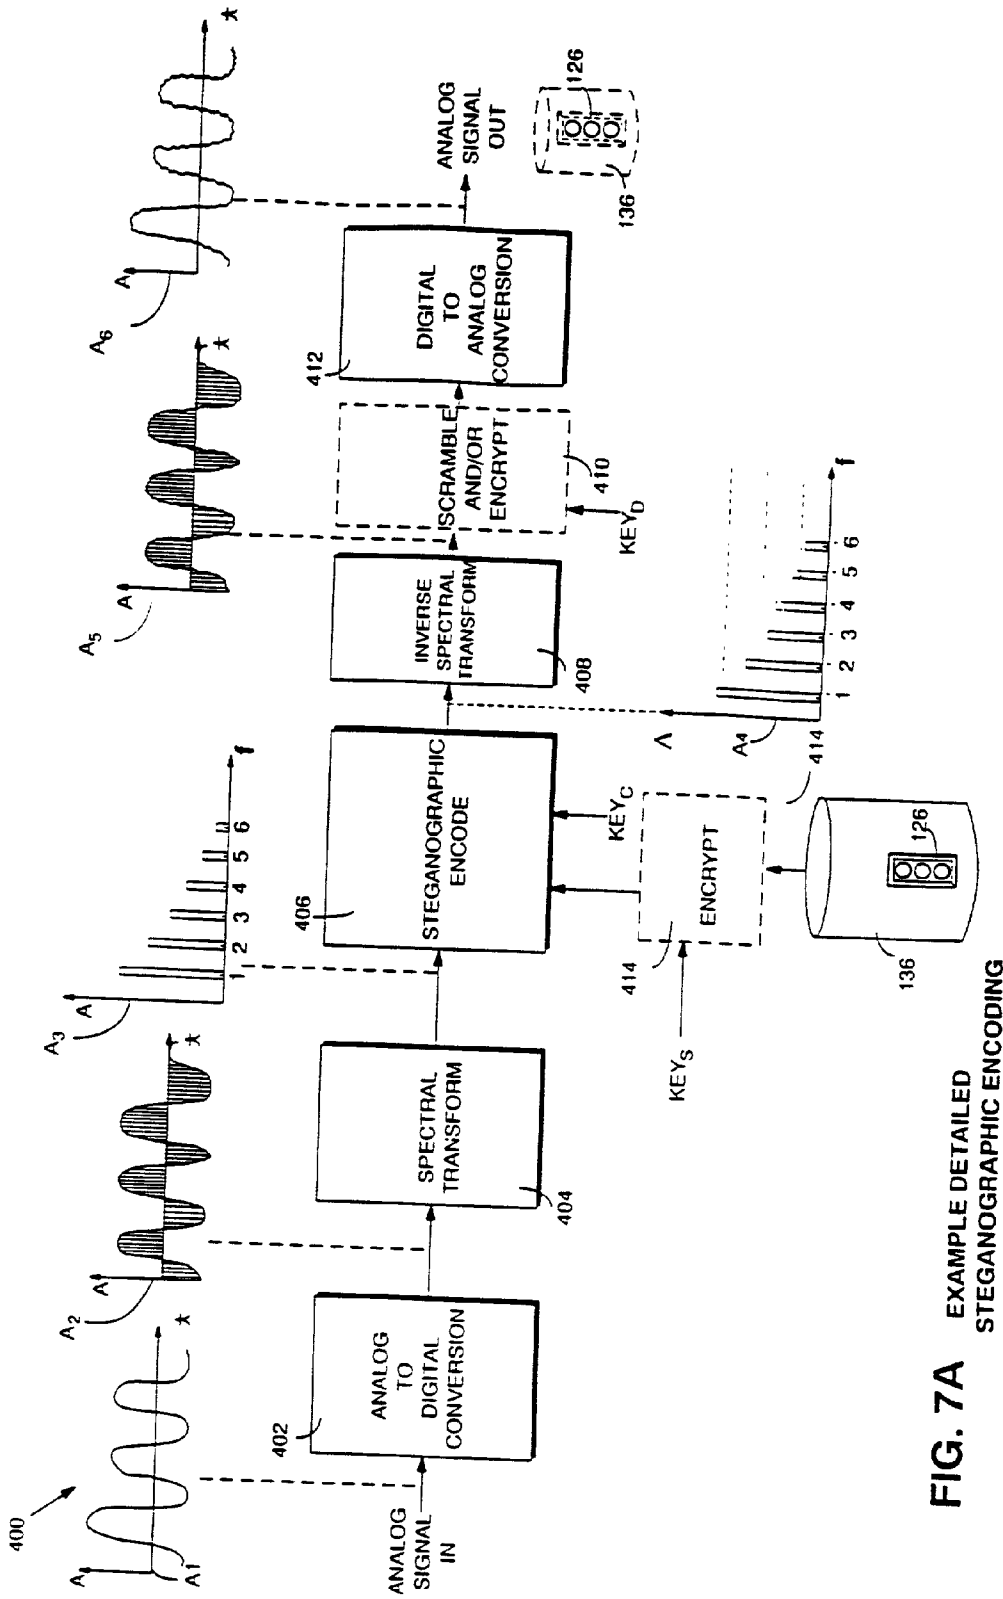 400
A
A1
t
A2
A
t
A3
A
1
2
3
4
5
6
f
A5
A
t
A6
A
t
ANALOG
SIGNAL
IN
402
ANALOG
TO
DIGITAL
CONVERSION
SPECTRAL
TRANSFORM
404
406
STEGANOGRAPHIC
ENCODE
INVERSE
SPECTRAL
TRANSFORM
408
SCRAMBLE
AND/OR
ENCRYPT
410
KEYD
412
DIGITAL
TO
ANALOG
CONVERSION
ANALOG
SIGNAL
OUT
136
126
KEYS
414
ENCRYPT
KEYC
414
136
126
Λ
A4
1
2
3
4
5
6
f
FIG. 7A EXAMPLE DETAILED
STEGANOGRAPHIC ENCODING